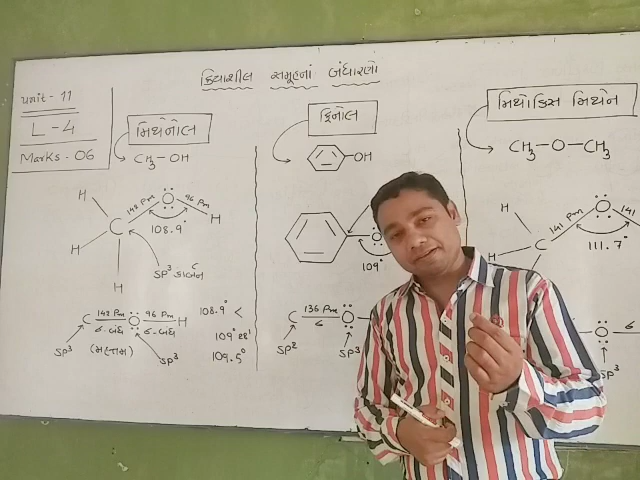 ક્રિયાશીલ સમૂહનાં બંધારણો
Unit - 11
L - 4
Marks - 06
મિથેનોલ
CH3 - OH
H
C
142 Pm
O
96 Pm
H
108.9°
H
H
SP³ કાર્બન
C
C 142 Pm O 96 Pm H
σ-બંધ σ-બંધ
SP³
(મહત્તમ)
SP³
108.9° <
109°28'
109.5°
ફિનોલ
OH
O
109°
C 136 Pm O
σ
SP²
SP³
મિથોક્સિ મિથેન
CH3 - O - CH3
H
H
C
141 Pm
O
141
111.7°
O
σ
SP³